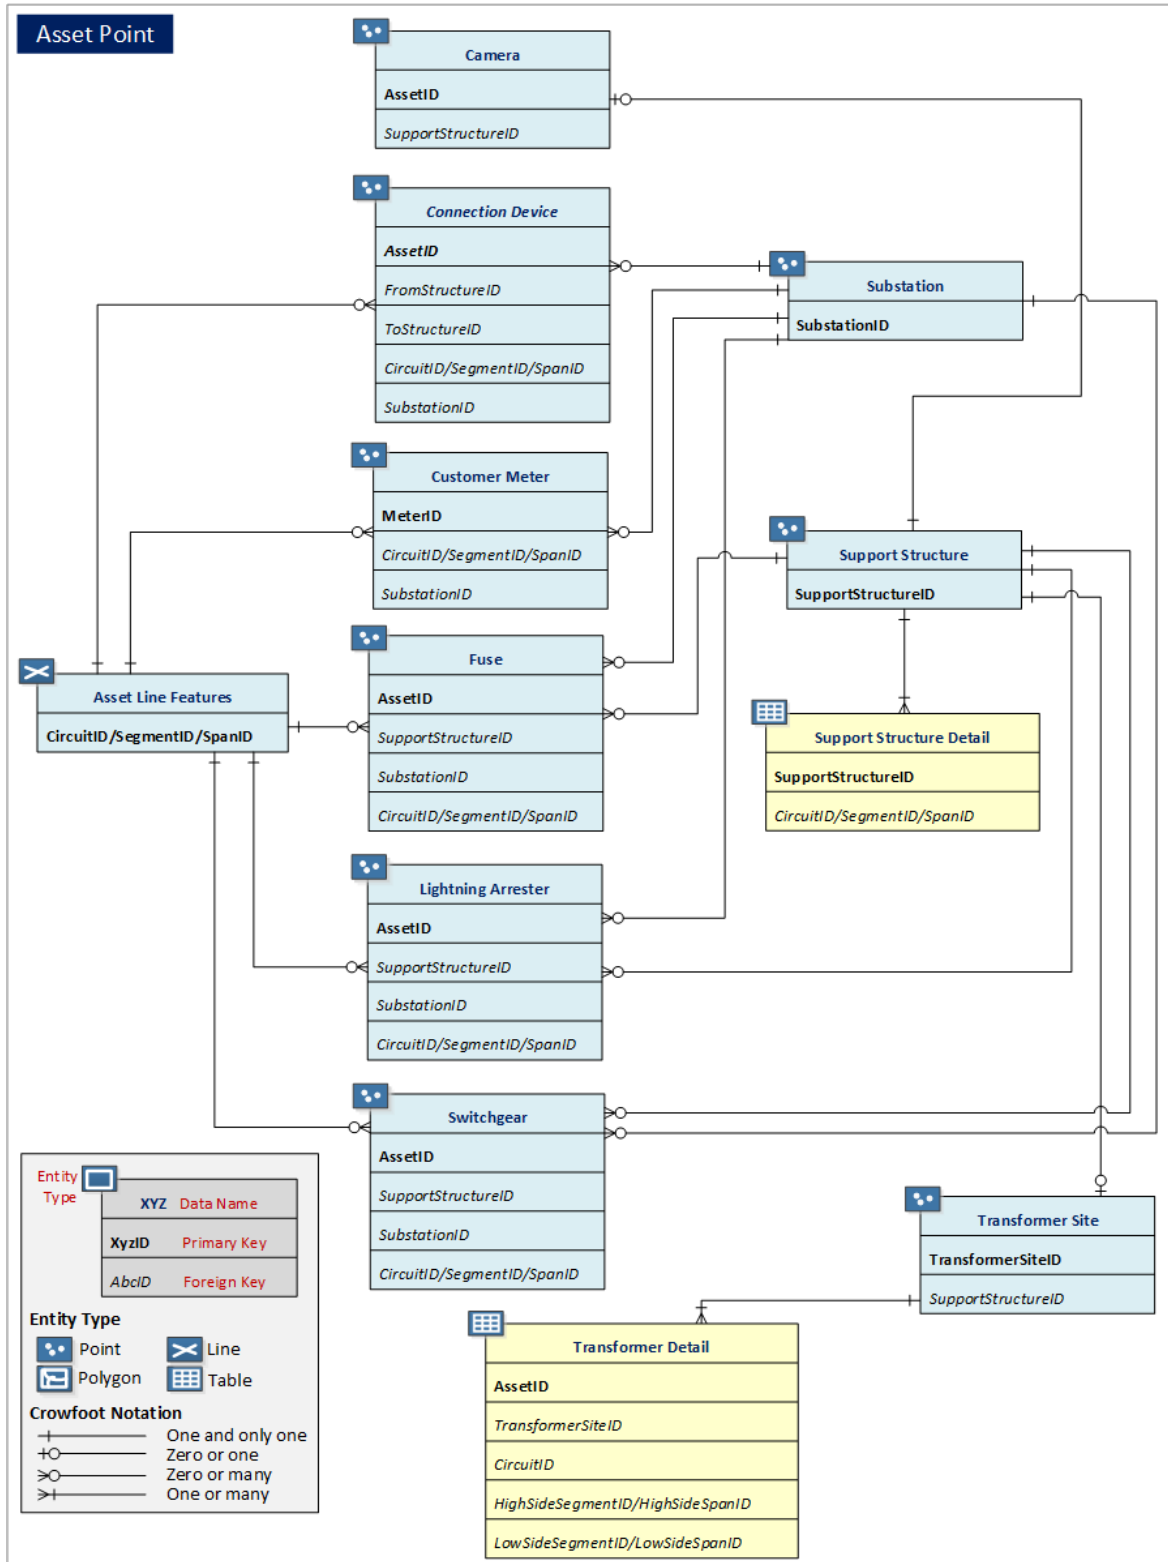 Asset Point
Camera
AssetID
SupportStructureID
Connection Device
AssetID
FromStructureID
ToStructureID
CircuitID/SegmentID/SpanID
SubstationID
Substation
SubstationID
Customer Meter
MeterID
CircuitID/SegmentID/SpanID
SubstationID
Support Structure
SupportStructureID
Fuse
AssetID
SupportStructureID
SubstationID
CircuitID/SegmentID/SpanID
Asset Line Features
CircuitID/SegmentID/SpanID
Support Structure Detail
SupportStructureID
CircuitID/SegmentID/SpanID
Lightning Arrester
AssetID
SupportStructureID
SubstationID
CircuitID/SegmentID/SpanID
Switchgear
AssetID
SupportStructureID
SubstationID
CircuitID/SegmentID/SpanID
Transformer Site
TransformerSiteID
SupportStructureID
Transformer Detail
AssetID
TransformerSiteID
CircuitID
HighSideSegmentID/HighSideSpanID
LowSideSegmentID/LowSideSpanID
Entity
Type
XYZ Data Name
XyzID Primary Key
AbcID Foreign Key
Entity Type
Point
Line
Polygon
Table
Crowfoot Notation
One and only one
Zero or one
Zero or many
One or many